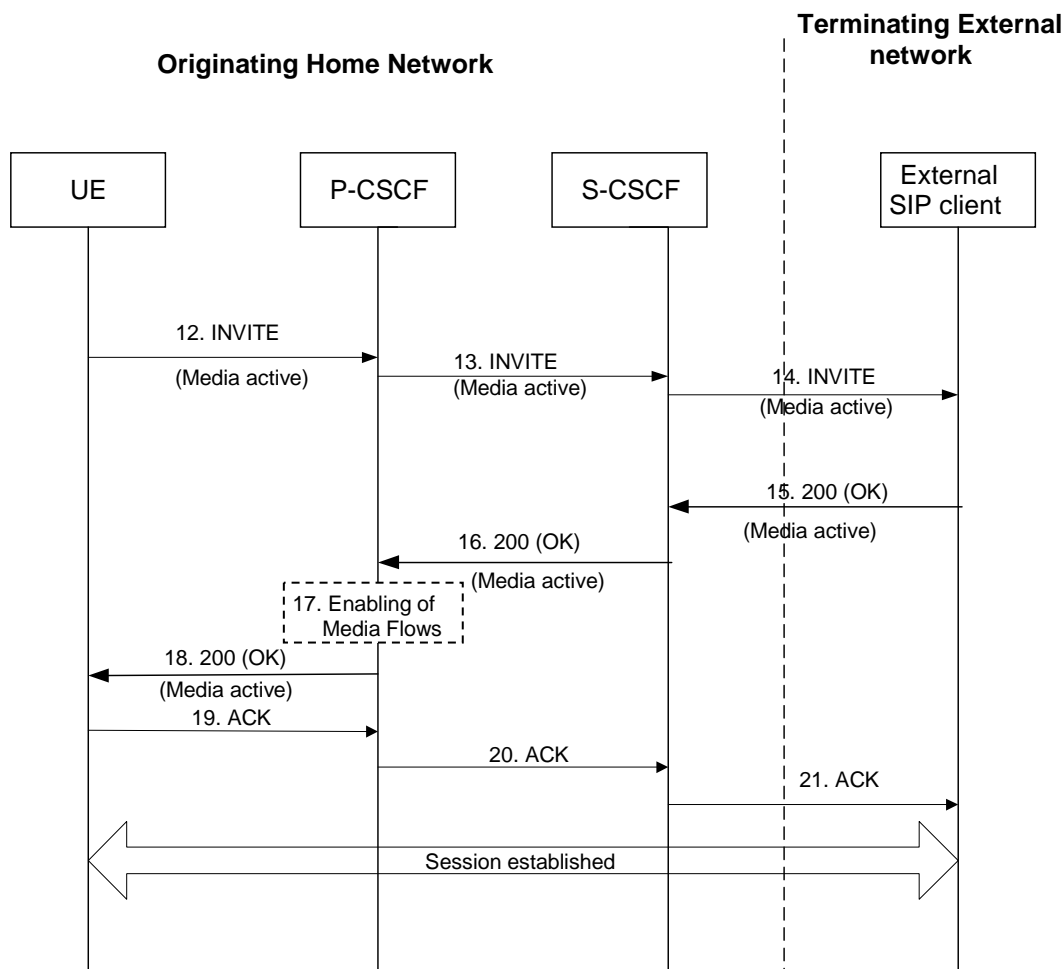 Terminating External
network
Originating Home Network
UE
P-CSCF
S-CSCF
External
SIP client
12. INVITE
(Media active)
13. INVITE
(Media active)
14. INVITE
(Media active)
15. 200 (OK)
(Media active)
16. 200 (OK)
(Media active)
17. Enabling of
Media Flows
18. 200 (OK)
(Media active)
19. ACK
20. ACK
21. ACK
Session established